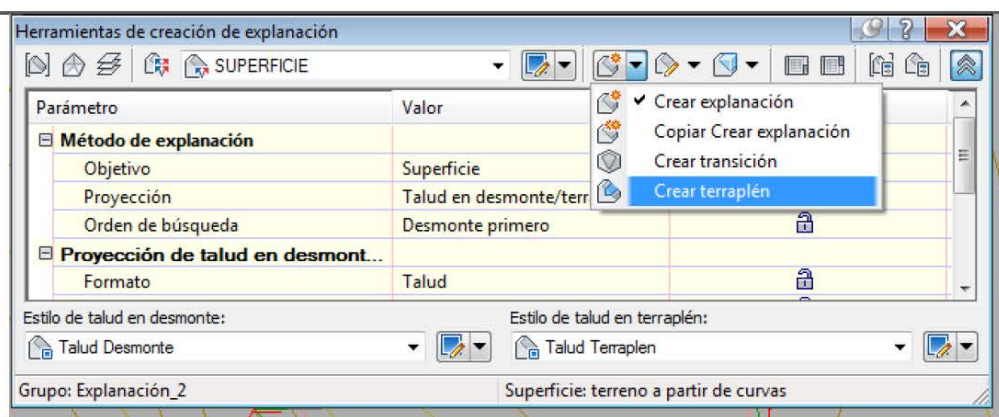 Herramientas de creación de explanación
SUPERFICIE
Crear explanación
Copiar Crear explanación
Crear transición
Crear terraplén
Parámetro Valor
Método de explanación
Objetivo Superficie
Proyección Talud en desmonte/terr
Orden de búsqueda Desmonte primero
Proyección de talud en desmont...
Formato Talud
Estilo de talud en desmonte: Estilo de talud en terraplén:
Talud Desmonte Talud Terraplen
Grupo: Explanación_2 Superficie: terreno a partir de curvas